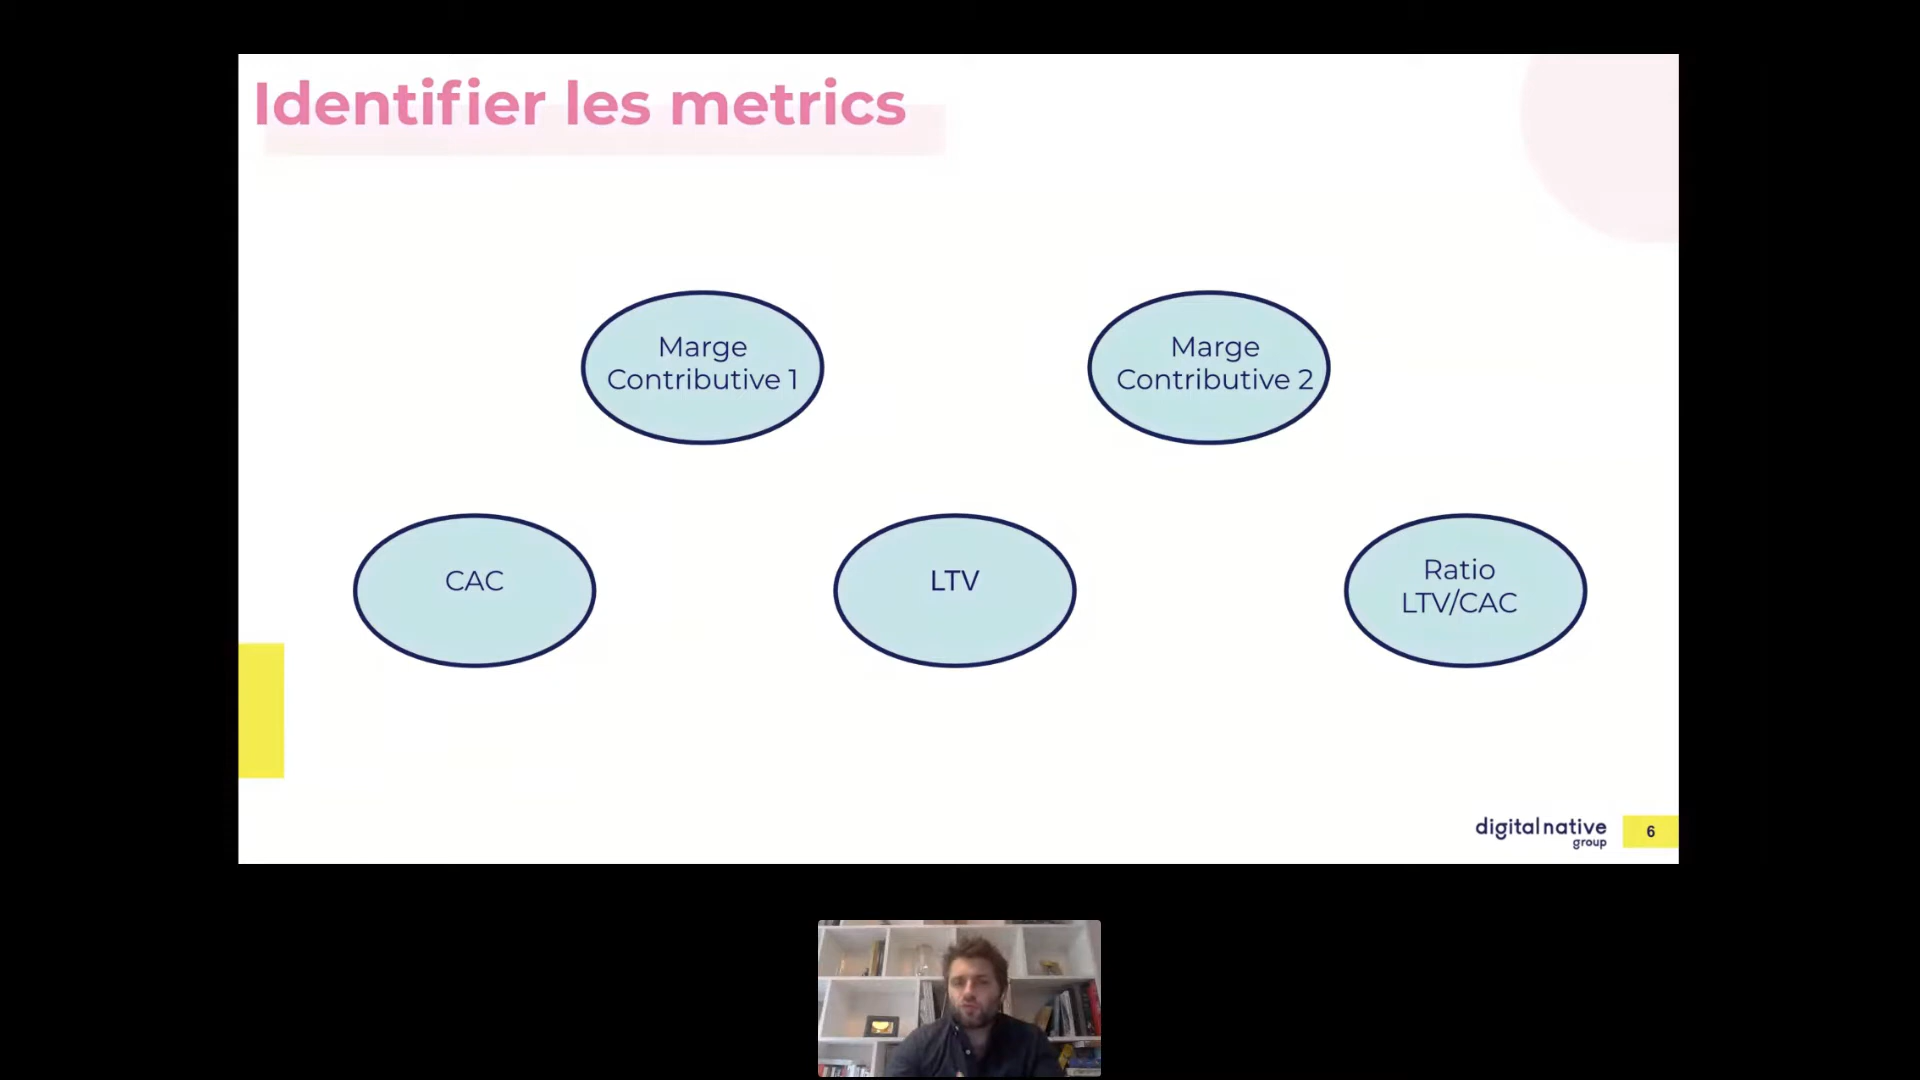 Identifier les metrics
Marge
Contributive 1
Marge
Contributive 2
CAC
LTV
Ratio
LTV/CAC
digital native
group
6